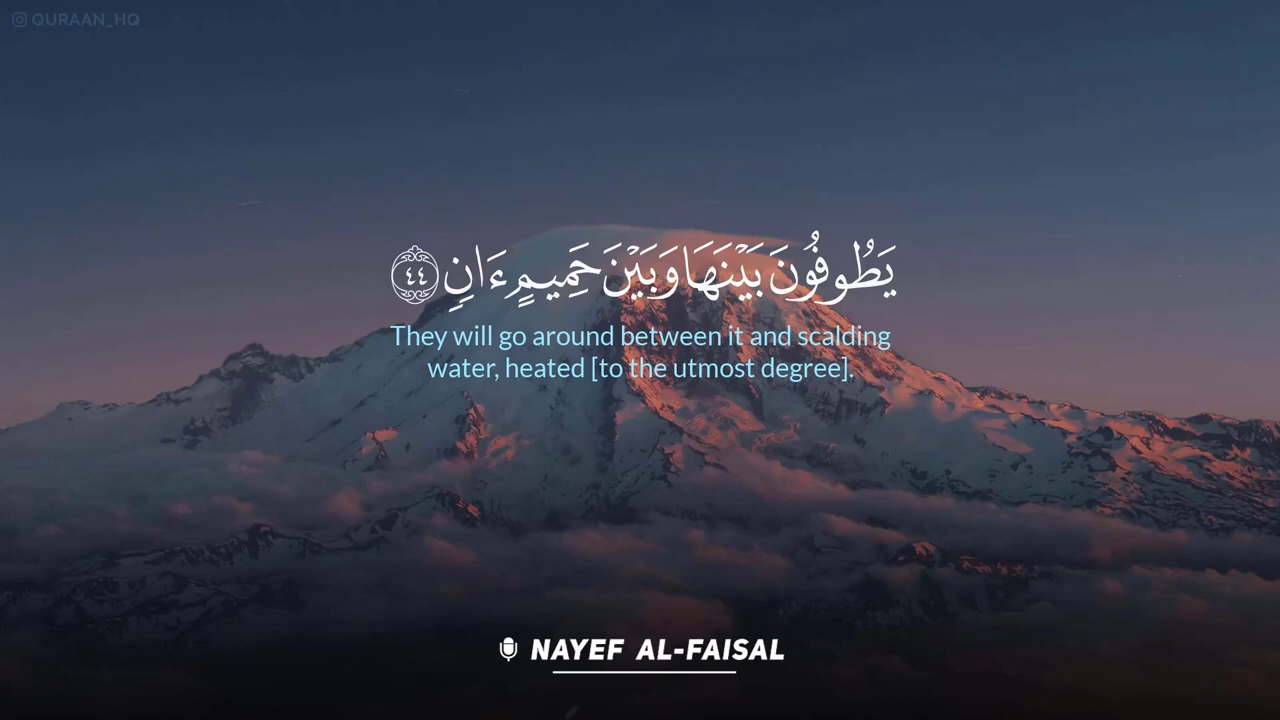 QURAAN_HQ
يَطُوفُونَ بَيْنَهَا وَبَيْنَ حَمِيمٍ ءَانٍ ٤٤
They will go around between it and scalding
water, heated [to the utmost degree].
NAYEF AL-FAISAL